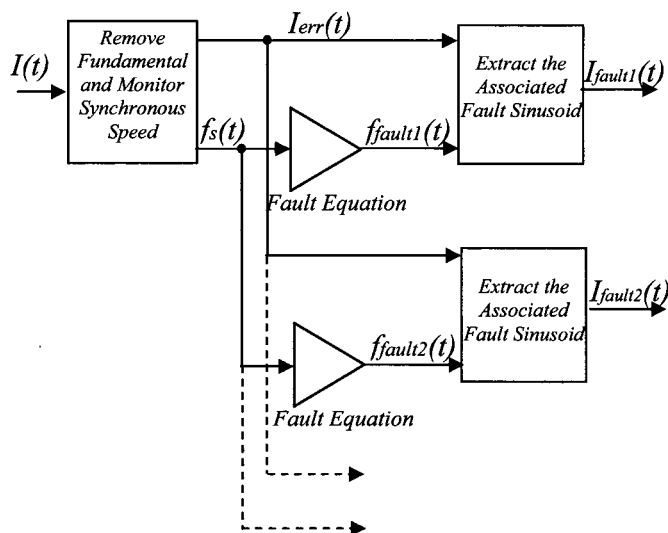 I(t)
Remove
Fundamental
and Monitor
Synchronous
Speed
Ierr(t)
fs(t)
ffault1(t)
Fault Equation
Extract the
Associated
Fault Sinusoid
Ifault1(t)
ffault2(t)
Fault Equation
Extract the
Associated
Fault Sinusoid
Ifault2(t)